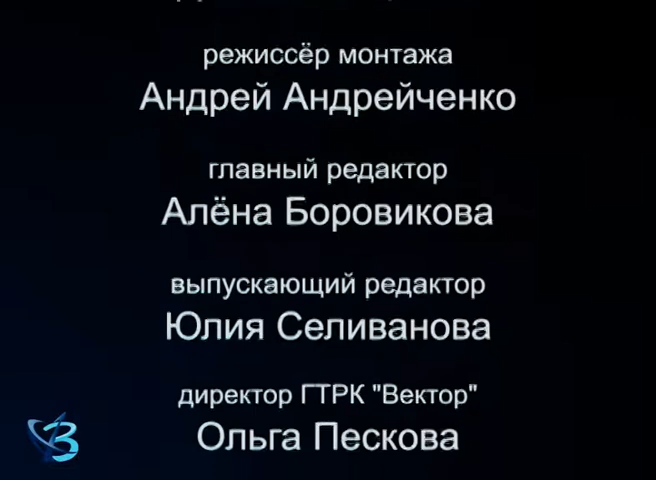 режиссёр монтажа
Андрей Андрейченко
главный редактор
Алёна Боровикова
выпускающий редактор
Юлия Селиванова
директор ГТРК "Вектор"
Ольга Пескова